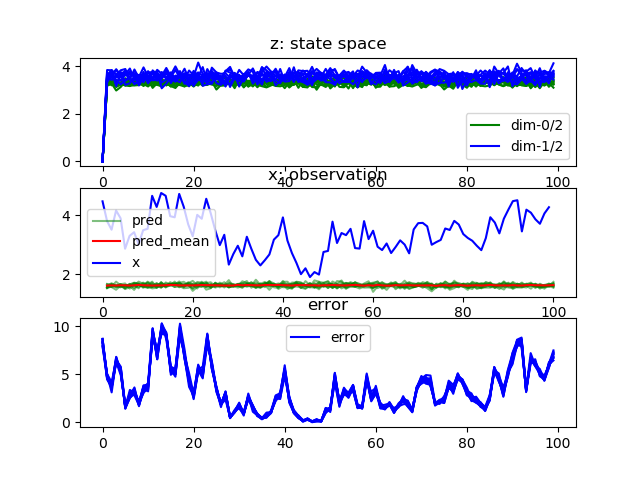 z: state space
4
2
0
dim-0/2
dim-1/2
0 20 40 60 80 100
x: observation
4
2
pred
pred_mean
x
0 20 40 60 80 100
error
10
5
0
error
0 20 40 60 80 100